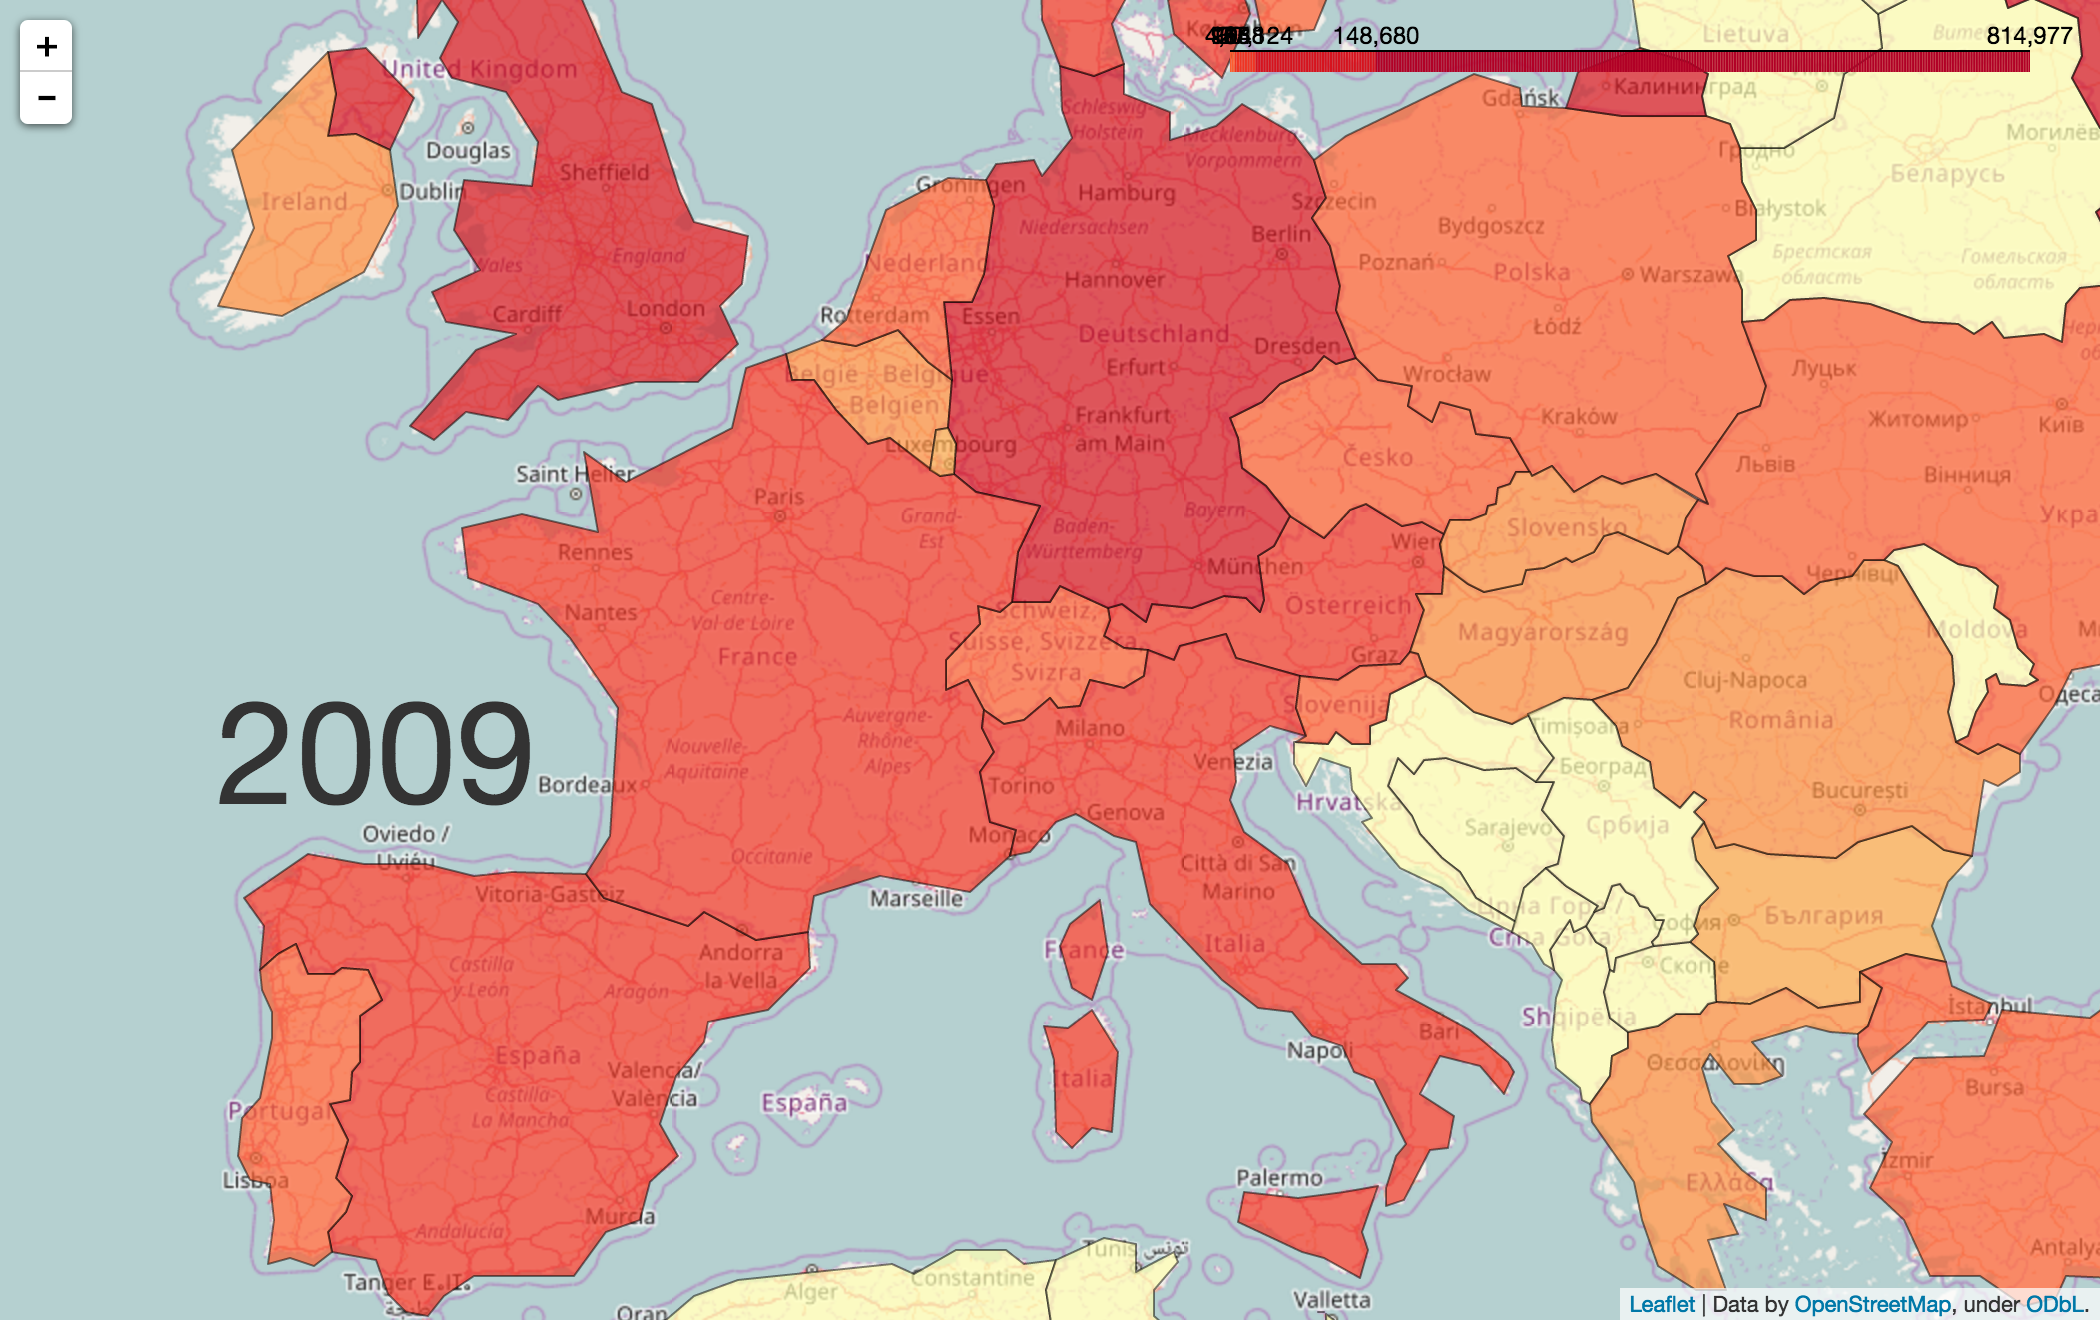 +
−
148,680
814,977
København
Lietuva
Калининград
Gdańsk
United Kingdom
Schleswig-
Holstein
Mecklenburg-
Vorpommern
Могилёв
Гродно
Беларусь
Douglas
Sheffield
Ireland
Dublin
Groningen
Hamburg
Szczecin
Białystok
Niedersachsen
Bydgoszcz
Berlin
Wales
England
Nederland
Hannover
Poznań
Polska
Warszawa
Брестская
область
Гомельская
область
Cardiff
London
Rotterdam
Essen
Deutschland
Łódź
Dresden
Erfurt
Wrocław
Луцьк
België - Belgique
Belgien
Frankfurt
am Main
Kraków
Житомир
Київ
Luxembourg
Česko
Львів
Вінниця
Saint Helier
Paris
Grand-
Est
Baden-
Württemberg
Bayern
Slovensko
Укра
Rennes
Wien
München
Чернівці
Nantes
Centre-
Val de Loire
France
Schweiz,
Suisse, Svizzera,
Svizra
Österreich
Graz
Magyarország
Moldova
Cluj-Napoca
România
Одеса
2009
Nouvelle-
Aquitaine
Auvergne-
Rhône-
Alpes
Milano
Slovenija
Timișoara
Bordeaux
Torino
Venezia
Београд
București
Genova
Hrvatska
Monaco
Sarajevo
Србија
Oviedo /
Uviéu
Occitanie
Città di San
Marino
Vitoria-Gasteiz
Marseille
Црна Гора /
Crna Gora
София
България
Andorra
la Vella
France
Italia
Скопје
Castilla
y León
Aragón
İstanbul
Shqipëria
España
Valencia/
València
Napoli
Bari
Θεσσαλονίκη
Bursa
Castilla-
La Mancha
Portugal
España
Italia
Lisboa
Palermo
Ελλάδα
İzmir
Murcia
Andalucía
Antalya
Tanger
Alger
Constantine
Tunis تونس
Oran
Valletta
Leaflet | Data by OpenStreetMap, under ODbL.